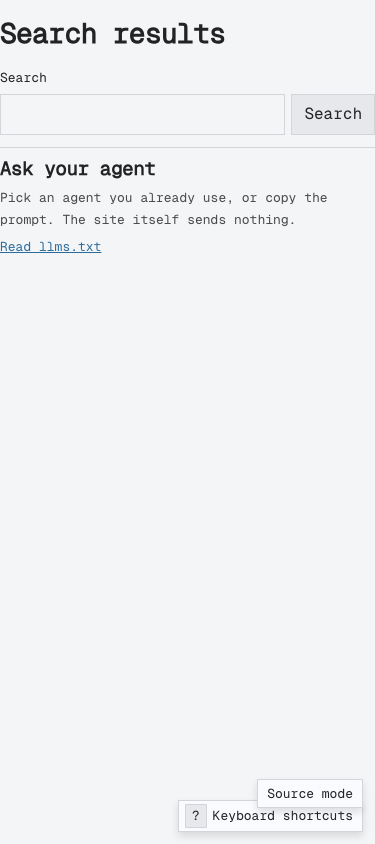 Search results
Search
Search
Ask your agent
Pick an agent you already use, or copy the
prompt. The site itself sends nothing.
Read llms.txt
Source mode
? Keyboard shortcuts